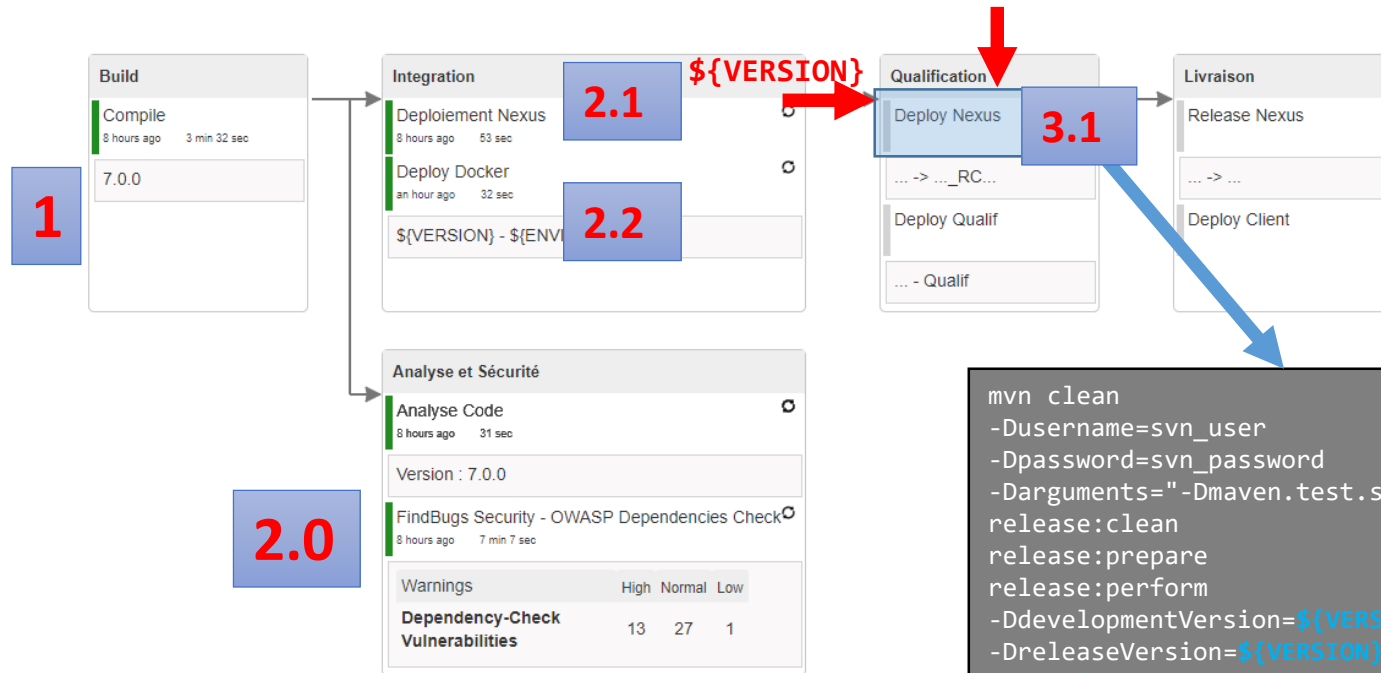 Build
Compile
8 hours ago 3 min 32 sec
7.0.0
1
Integration
Deploiement Nexus
8 hours ago 53 sec
2.1
Deploy Docker
an hour ago 32 sec
${VERSION} - ${ENV
2.2
${VERSION}
Qualification
Deploy Nexus
3.1
... -> ..._RC...
Deploy Qualif
... - Qualif
Livraison
Release Nexus
... -> ...
Deploy Client
Analyse et Sécurité
Analyse Code
8 hours ago 31 sec
Version : 7.0.0
FindBugs Security - OWASP Dependencies Check
8 hours ago 7 min 7 sec
2.0
Warnings High Normal Low
Dependency-Check
Vulnerabilities 13 27 1
mvn clean
-Dusername=svn_user
-Dpassword=svn_password
-Darguments="-Dmaven.test.s
release:clean
release:prepare
release:perform
-DdevelopmentVersion=${VERS
-DreleaseVersion=${VERSION}